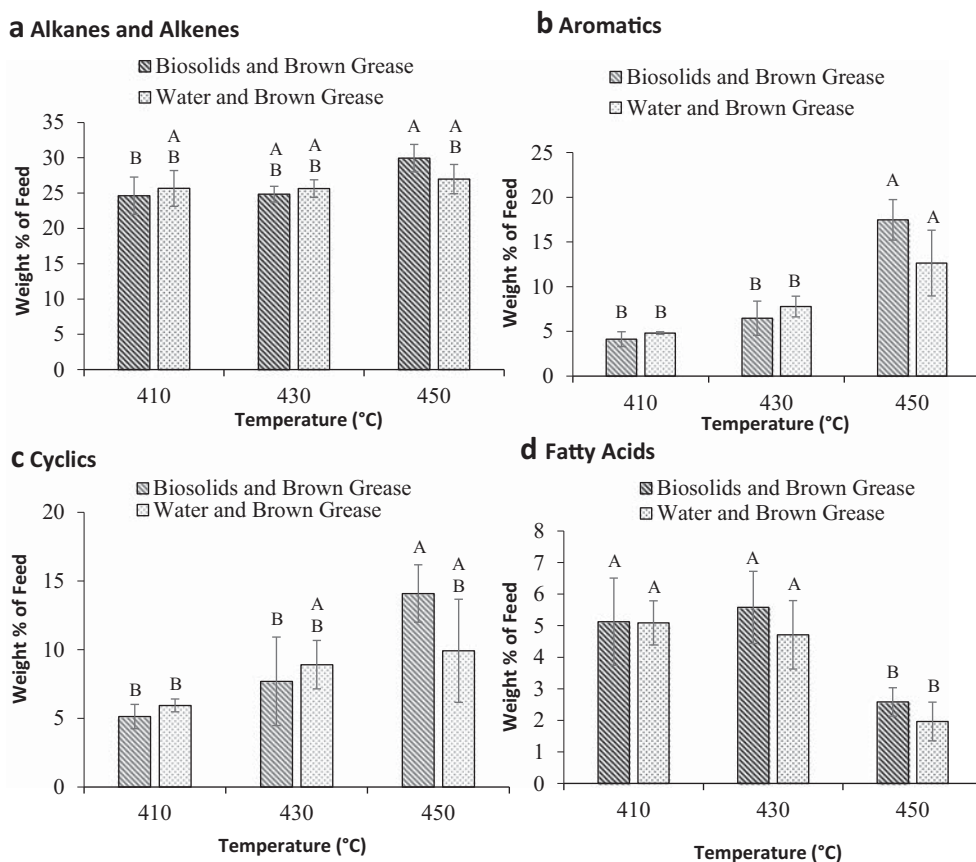 a Alkanes and Alkenes
Biosolids and Brown Grease
Water and Brown Grease
Weight % of Feed
35
30
25
20
15
10
5
0
B
A
B
A
B
A
B
A
A
B
410
430
450
Temperature (°C)
b Aromatics
Biosolids and Brown Grease
Water and Brown Grease
Weight % of Feed
25
20
15
10
5
0
B
B
B
B
A
A
410
430
450
Temperature (°C)
c Cyclics
Biosolids and Brown Grease
Water and Brown Grease
Weight % of Feed
20
15
10
5
0
B
B
B
A
B
A
A
B
410
430
450
Temperature (°C)
d Fatty Acids
Biosolids and Brown Grease
Water and Brown Grease
Weight % of Feed
8
7
6
5
4
3
2
1
0
A
A
A
A
B
B
410
430
450
Temperature (°C)